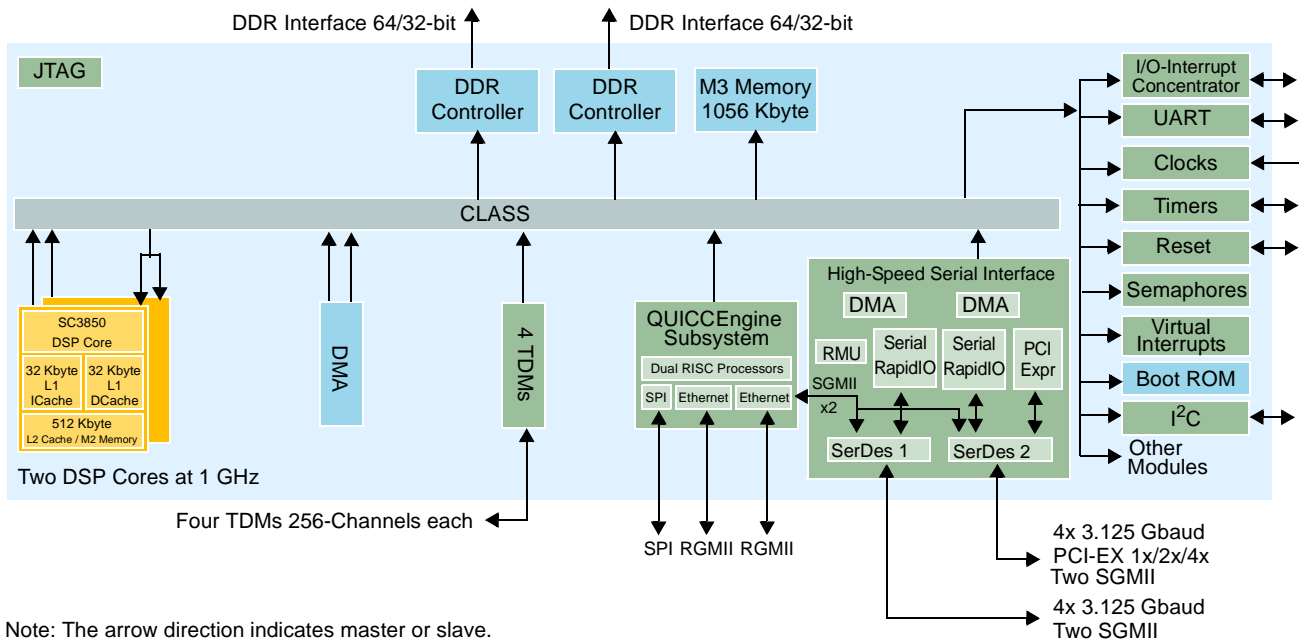 DDR Interface 64/32-bit
DDR Interface 64/32-bit
JTAG
DDR
Controller
DDR
Controller
M3 Memory
1056 Kbyte
I/O-Interrupt
Concentrator
UART
Clocks
Timers
Reset
Semaphores
Virtual
Interrupts
Boot ROM
I²C
Other
Modules
CLASS
SC3850
DSP Core
32 Kbyte
L1
ICache
32 Kbyte
L1
DCache
512 Kbyte
L2 Cache / M2 Memory
Two DSP Cores at 1 GHz
DMA
4 TDMs
Four TDMs 256-Channels each
QUICCEngine
Subsystem
Dual RISC Processors
SPI
Ethernet
Ethernet
SPI
RGMII
RGMII
High-Speed Serial Interface
DMA
DMA
RMU
Serial
RapidIO
Serial
RapidIO
PCI
Expr
SGMII
x2
SerDes 1
SerDes 2
4x 3.125 Gbaud
PCI-EX 1x/2x/4x
Two SGMII
4x 3.125 Gbaud
Two SGMII
Note: The arrow direction indicates master or slave.